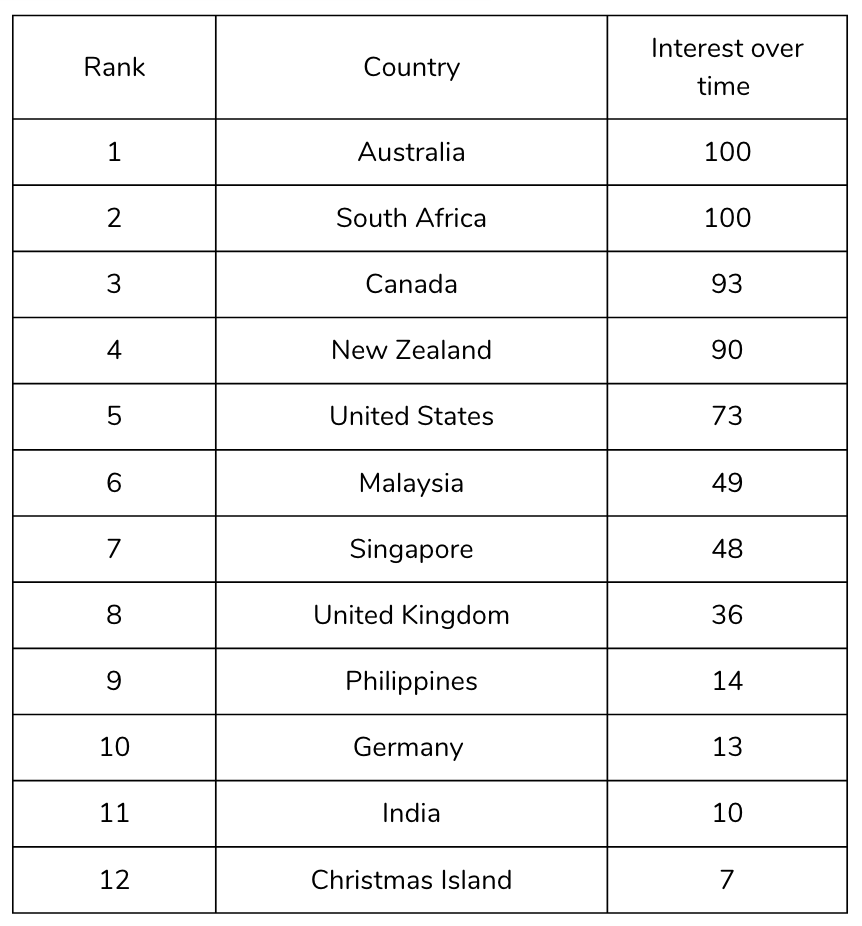 Rank Country Interest over
time
1 Australia 100
2 South Africa 100
3 Canada 93
4 New Zealand 90
5 United States 73
6 Malaysia 49
7 Singapore 48
8 United Kingdom 36
9 Philippines 14
10 Germany 13
11 India 10
12 Christmas Island 7